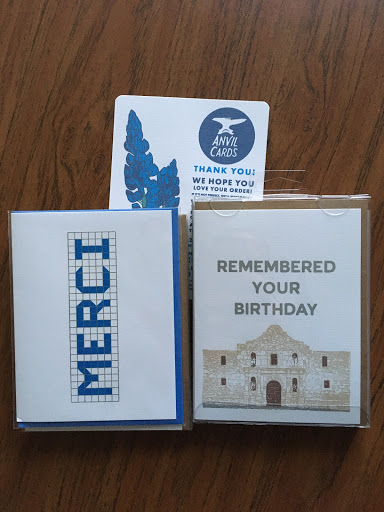 ANVIL
CARDS
THANK YOU!
WE HOPE YOU
LOVE YOUR ORDER!
MERCI
REMEMBERED
YOUR
BIRTHDAY